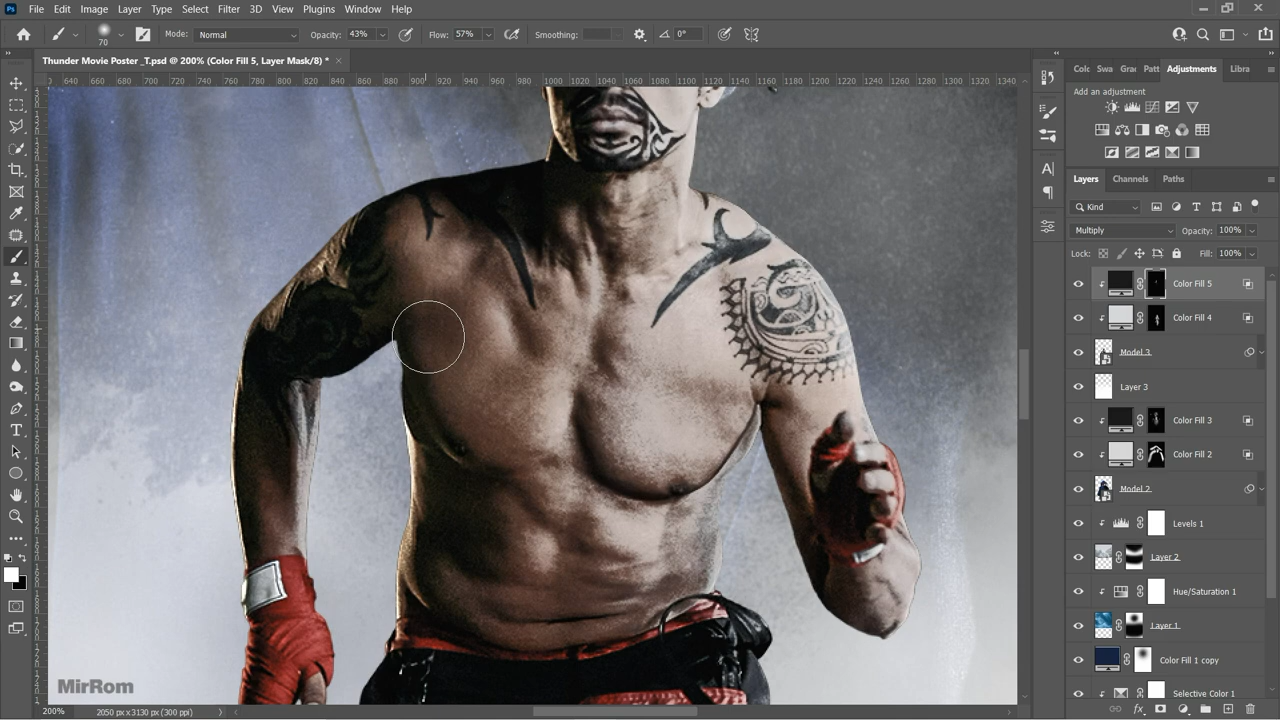 Ps File Edit Image Layer Type Select Filter 3D View Plugins Window Help
70 Mode: Normal Opacity: 43% Flow: 57% Smoothing: 0°
Thunder Movie Poster _T.psd @ 200% (Color Fill 5, Layer Mask/8) * ×
640 660 680 700 720 740 760 780 800 820 840 860 880 900 920 940 960 980 1000 1020 1040 1060 1080 1100 1120 1140 1160 1180 1200 1220 1240 1260 1280 1300 1320 1340
Colc Swa Grac Patt Adjustments Libra
Add an adjustment
Layers Channels Paths
Kind
Multiply Opacity: 100%
Lock: Fill: 100%
Color Fill 5
Color Fill 4
Model 3
Layer 3
Color Fill 3
Color Fill 2
Model 2
Levels 1
Layer 2
Hue/Saturation 1
Layer 1
Color Fill 1 copy
Selective Color 1
MirRom
200% 2050 px x 3130 px (300 ppi)